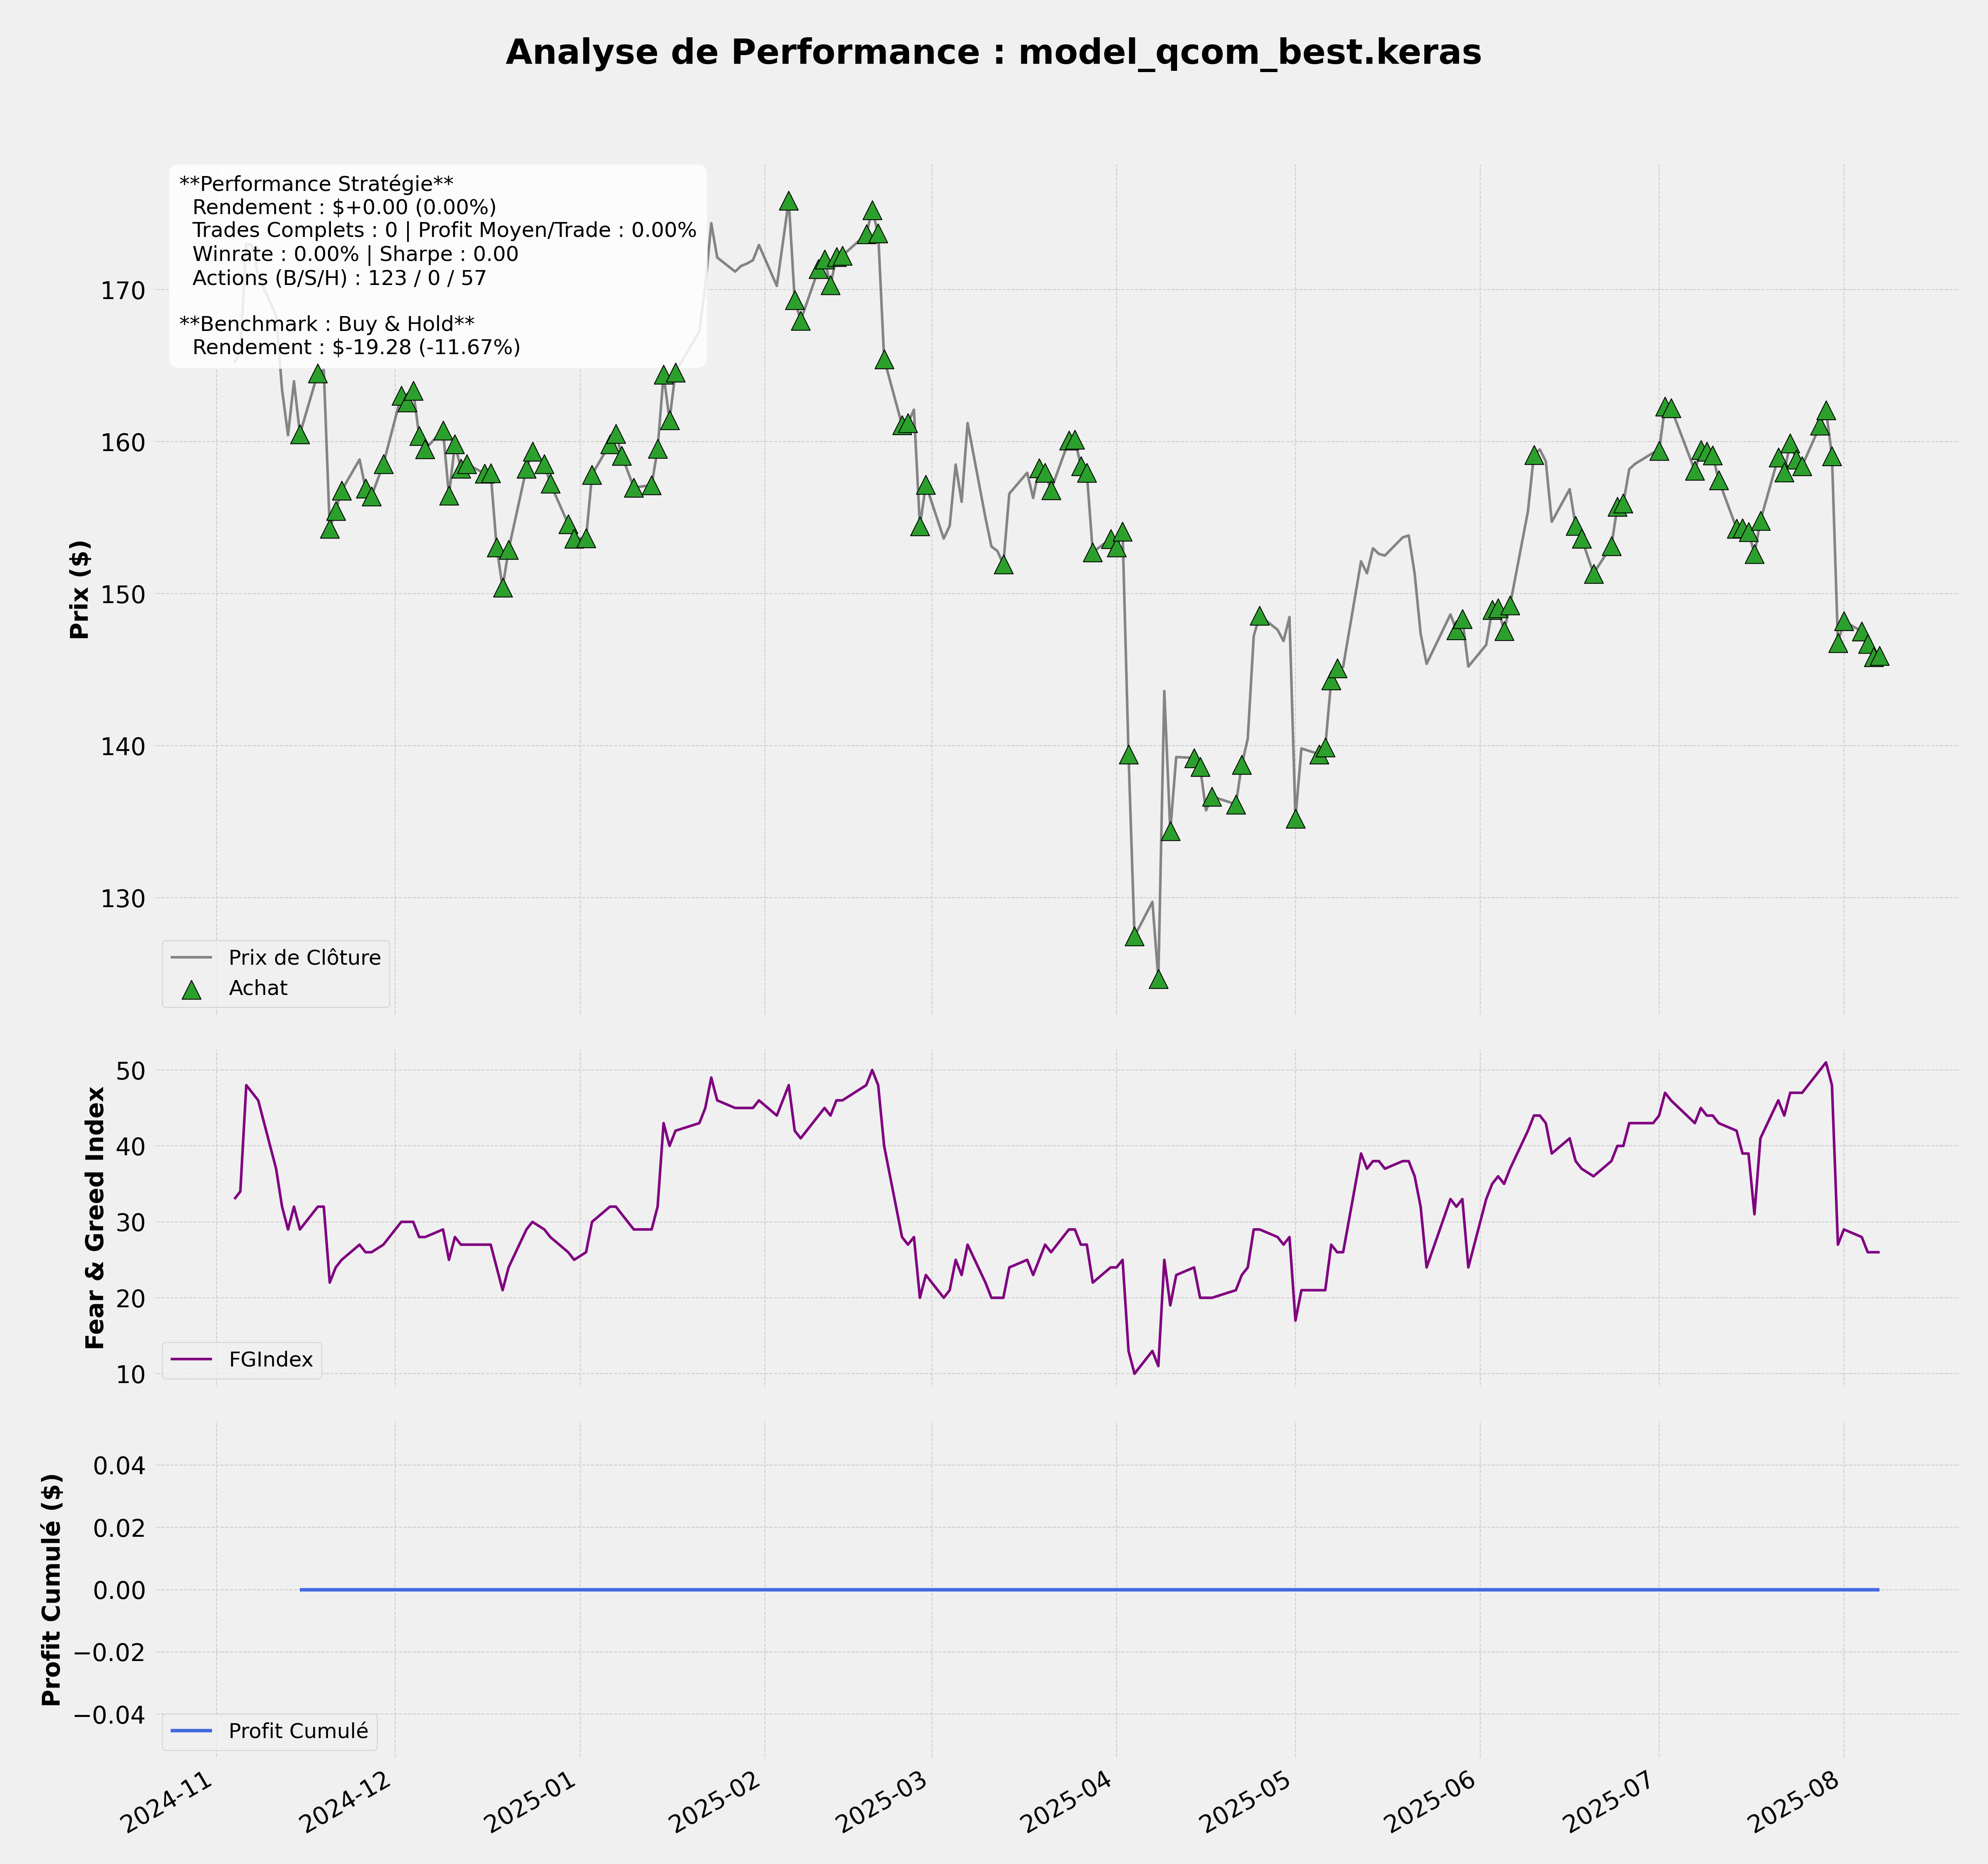 Analyse de Performance : model_qcom_best.keras
**Performance Stratégie**
Rendement : $+0.00 (0.00%)
Trades Complets : 0 | Profit Moyen/Trade : 0.00%
Winrate : 0.00% | Sharpe : 0.00
Actions (B/S/H) : 123 / 0 / 57
**Benchmark : Buy & Hold**
Rendement : $-19.28 (-11.67%)
Prix ($)
170
160
150
140
130
Prix de Clôture
Achat
Fear & Greed Index
50
40
30
20
10
FGIndex
Profit Cumulé ($)
0.04
0.02
0.00
−0.02
−0.04
Profit Cumulé
2024-11
2024-12
2025-01
2025-02
2025-03
2025-04
2025-05
2025-06
2025-07
2025-08